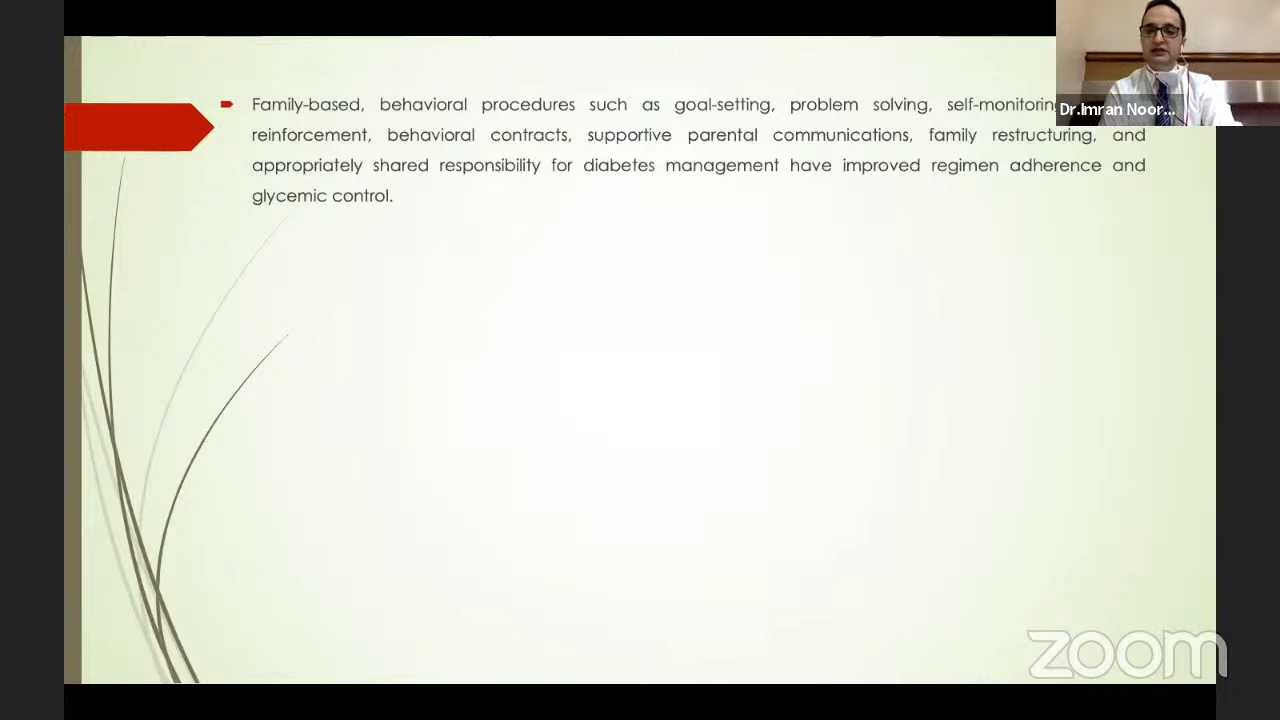 Family-based, behavioral procedures such as goal-setting, problem solving, self-monitoring
reinforcement, behavioral contracts, supportive parental communications, family restructuring, and
appropriately shared responsibility for diabetes management have improved regimen adherence and
glycemic control.
Dr.Imran Noor...
zoom